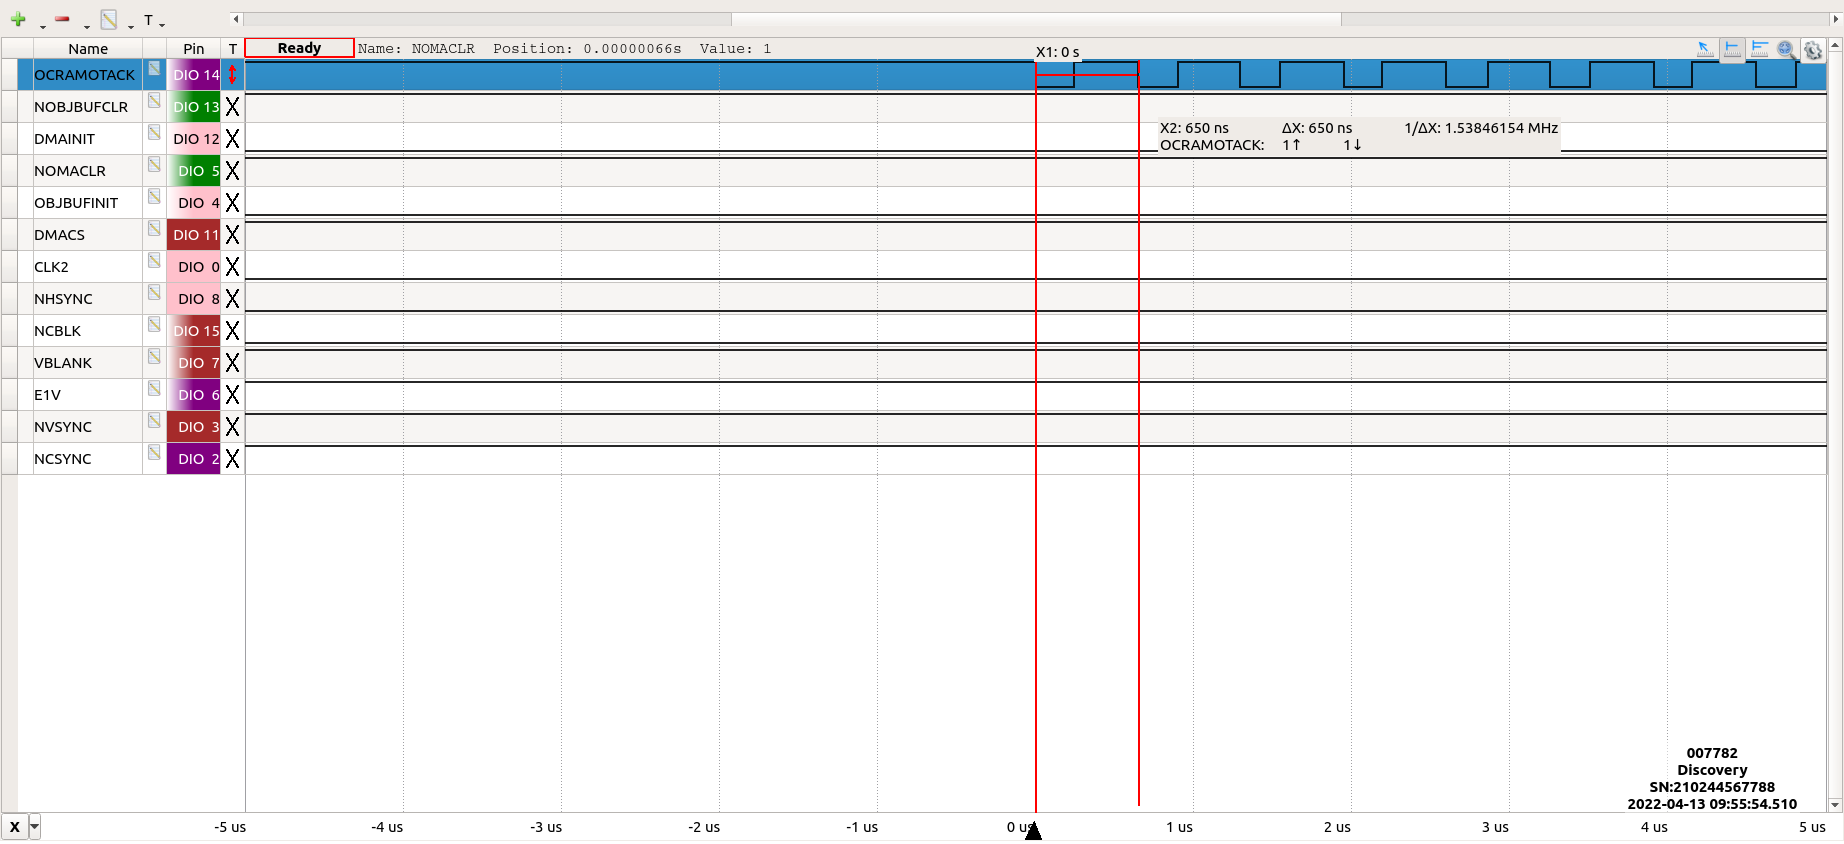 T
Ready Name: NOMACLR Position: 0.00000066s Value: 1
Name Pin T
X1: 0 s
OCRAMOTACK DIO 14
NOBJBUFCLR DIO 13 X
X2: 650 ns ΔX: 650 ns 1/ΔX: 1.53846154 MHz
OCRAMOTACK: 1↑ 1↓
DMAINIT DIO 12 X
NOMACLR DIO 5 X
OBJBUFINIT DIO 4 X
DMACS DIO 11 X
CLK2 DIO 0 X
NHSYNC DIO 8 X
NCBLK DIO 15 X
VBLANK DIO 7 X
E1V DIO 6 X
NVSYNC DIO 3 X
NCSYNC DIO 2 X
007782
Discovery
SN:210244567788
2022-04-13 09:55:54.510
X -5 us -4 us -3 us -2 us -1 us 0 us 1 us 2 us 3 us 4 us 5 us